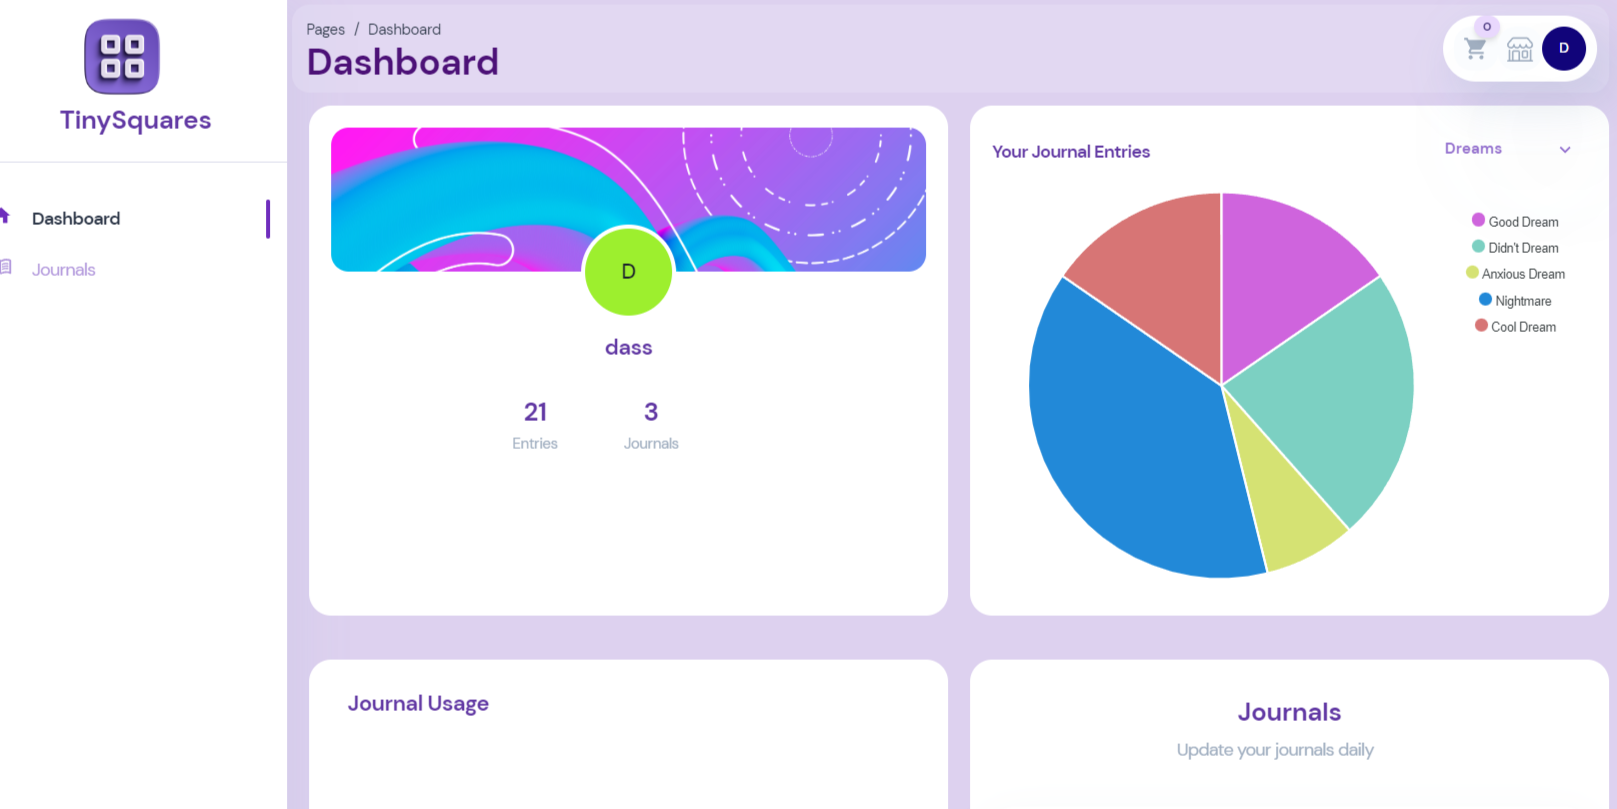 TinySquares
Dashboard
Journals
Pages / Dashboard
Dashboard
0
D
D
dass
21
Entries
3
Journals
Your Journal Entries
Dreams
Good Dream
Didn't Dream
Anxious Dream
Nightmare
Cool Dream
Journal Usage
Journals
Update your journals daily